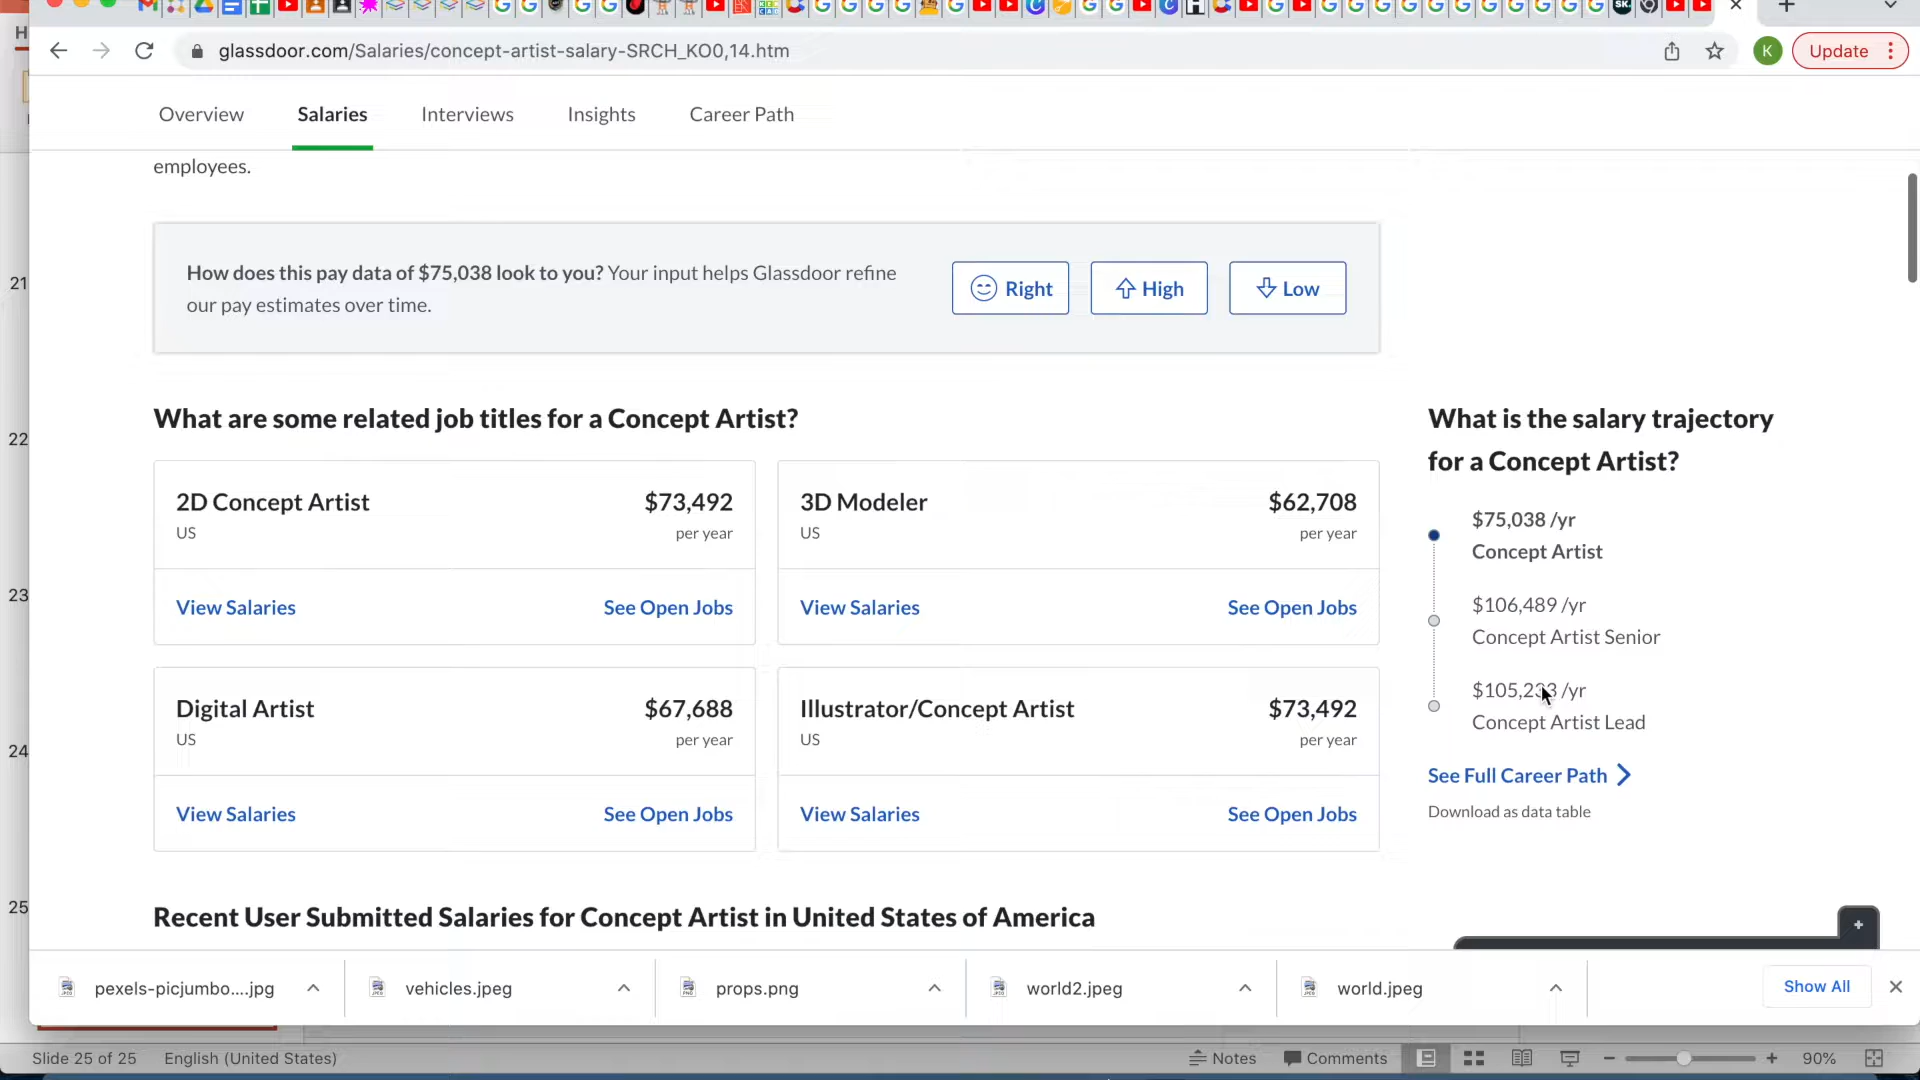 H
glassdoor.com/Salaries/concept-artist-salary-SRCH_KO0,14.htm
K
Update
Overview
Salaries
Interviews
Insights
Career Path
employees.
How does this pay data of $75,038 look to you? Your input helps Glassdoor refine
our pay estimates over time.
Right
High
Low
What are some related job titles for a Concept Artist?
2D Concept Artist
$73,492
US
per year
View Salaries
See Open Jobs
3D Modeler
$62,708
US
per year
View Salaries
See Open Jobs
Digital Artist
$67,688
US
per year
View Salaries
See Open Jobs
Illustrator/Concept Artist
$73,492
US
per year
View Salaries
See Open Jobs
What is the salary trajectory
for a Concept Artist?
$75,038 /yr
Concept Artist
$106,489 /yr
Concept Artist Senior
$105,233 /yr
Concept Artist Lead
See Full Career Path
Download as data table
Recent User Submitted Salaries for Concept Artist in United States of America
21
22
23
24
25
pexels-picjumbo....jpg
vehicles.jpeg
props.png
world2.jpeg
world.jpeg
Show All
Slide 25 of 25
English (United States)
Notes
Comments
90%